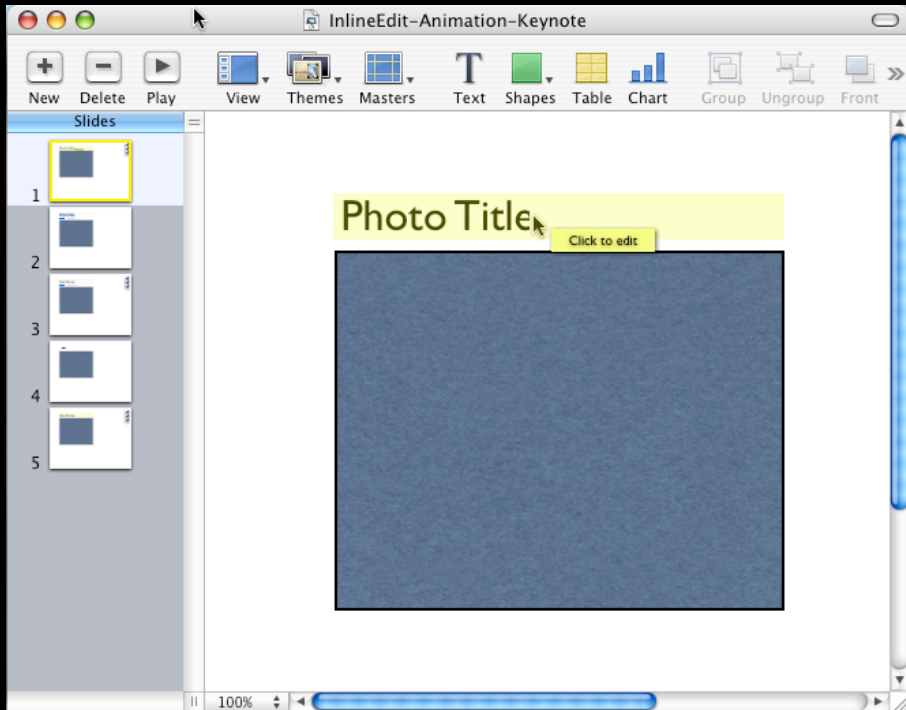 InlineEdit-Animation-Keynote
New Delete Play View Themes Masters Text Shapes Table Chart Group Ungroup Front
Slides
1
2
3
4
5
Photo Title
Click to edit
100%